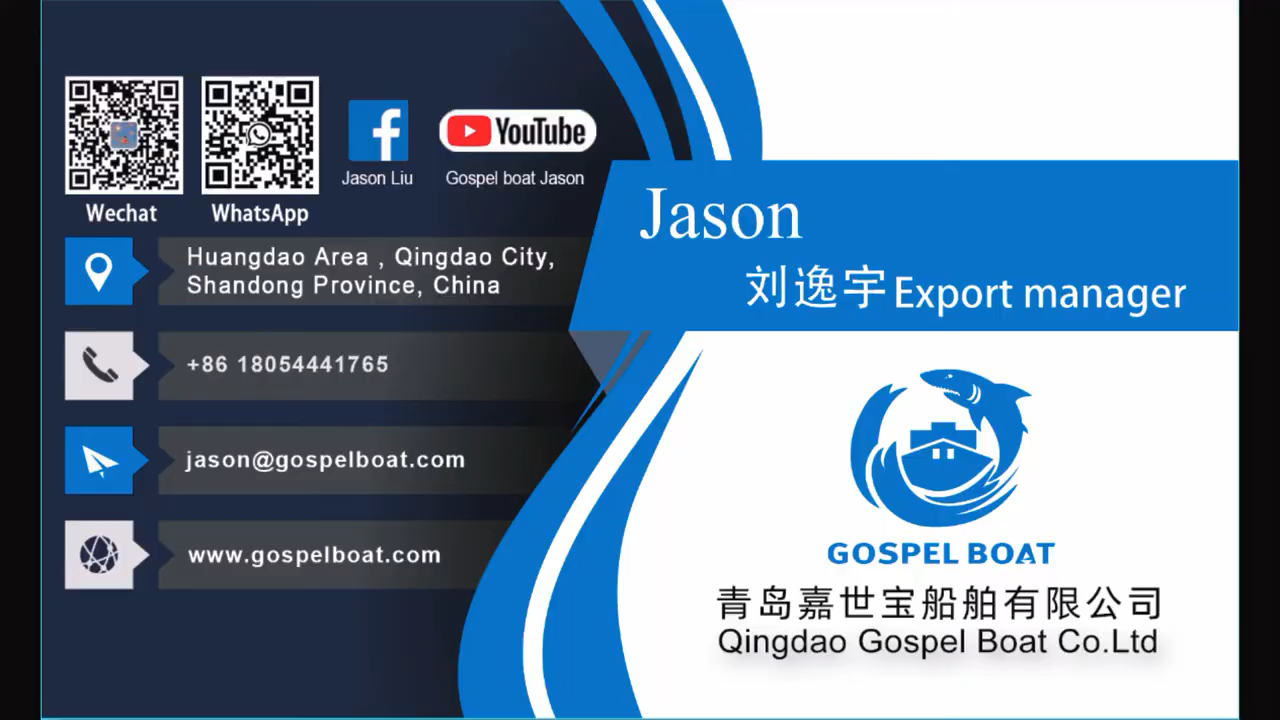 Wechat
WhatsApp
Jason Liu
YouTube
Gospel boat Jason
Huangdao Area , Qingdao City,
Shandong Province, China
+86 18054441765
jason@gospelboat.com
www.gospelboat.com
Jason
刘逸宇 Export manager
GOSPEL BOAT
青岛嘉世宝船舶有限公司
Qingdao Gospel Boat Co.Ltd